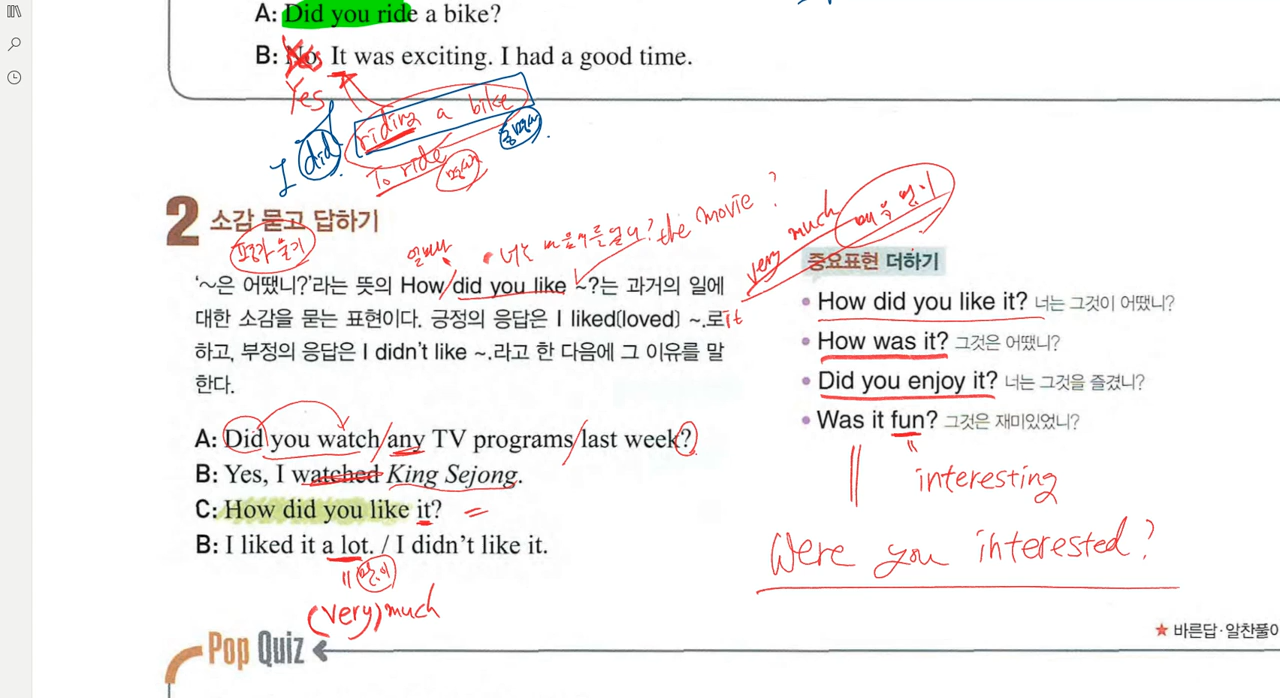 A: Did you ride a bike?
B: No. It was exciting. I had a good time.
Yes
I did riding a bike
To ride
2 소감 묻고 답하기
the movie?
very much
'~은 어땠니?'라는 뜻의 How did you like ~?는 과거의 일에
대한 소감을 묻는 표현이다. 긍정의 응답은 I liked(loved) ~.로
it
하고, 부정의 응답은 I didn't like ~.라고 한 다음에 그 이유를 말
한다.
A: Did you watch any TV programs last week?
B: Yes, I watched King Sejong.
C: How did you like it?
B: I liked it a lot. / I didn't like it.
많이
(very) much
중요표현 더하기
• How did you like it? 너는 그것이 어땠니?
• How was it? 그것은 어땠니?
• Did you enjoy it? 너는 그것을 즐겼니?
• Was it fun? 그것은 재미있었니?
interesting
Were you interested?
★ 바른답·알찬풀이
Pop Quiz